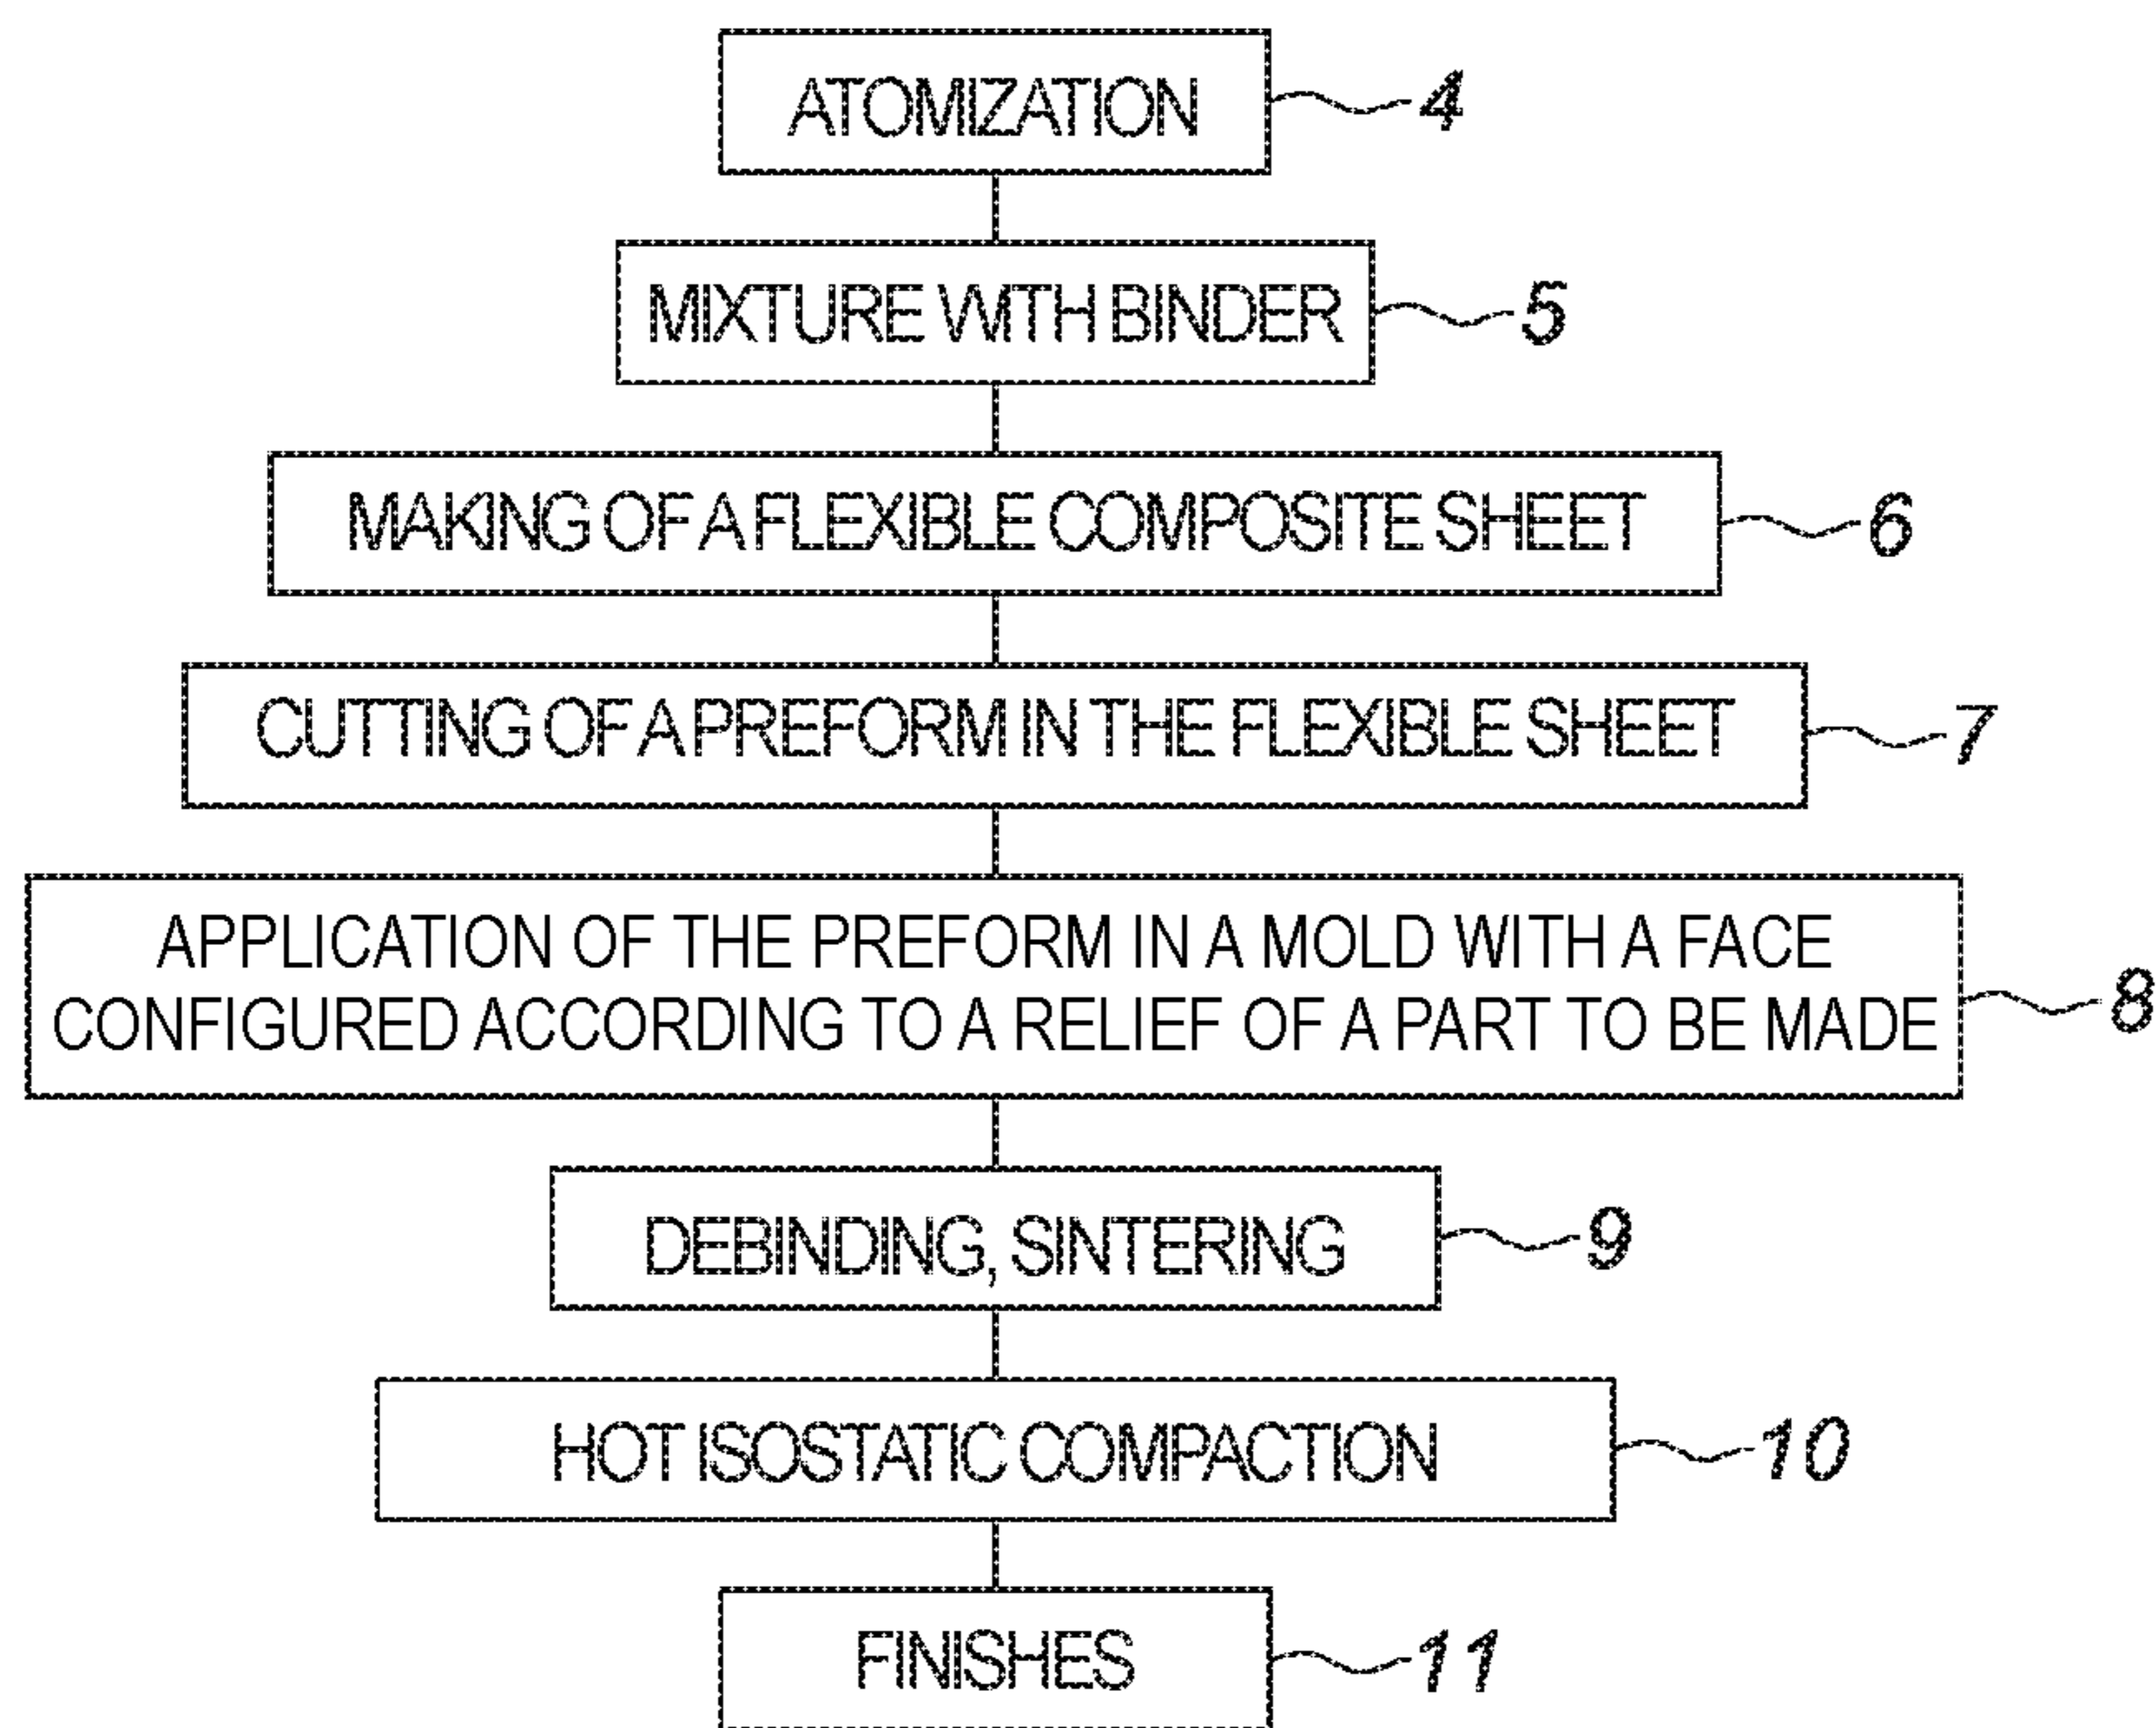 ATOMIZATION 4
MIXTURE WITH BINDER 5
MAKING OF A FLEXIBLE COMPOSITE SHEET 6
CUTTING OF A PREFORM IN THE FLEXIBLE SHEET 7
APPLICATION OF THE PREFORM IN A MOLD WITH A FACE
CONFIGURED ACCORDING TO A RELIEF OF A PART TO BE MADE 8
DEBINDING, SINTERING 9
HOT ISOSTATIC COMPACTION 10
FINISHES 11